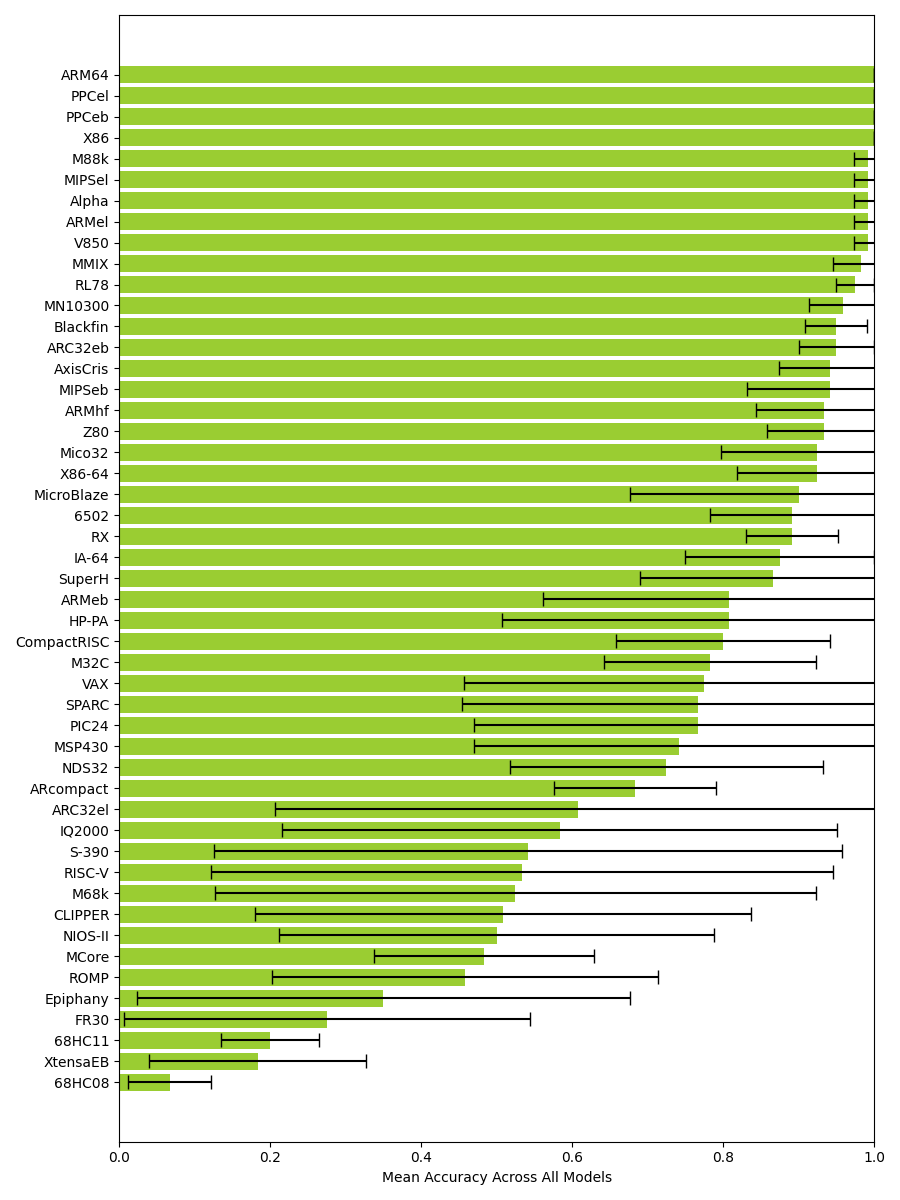 ARM64
PPCel
PPCeb
X86
M88k
MIPSel
Alpha
ARMel
V850
MMIX
RL78
MN10300
Blackfin
ARC32eb
AxisCris
MIPSeb
ARMhf
Z80
Mico32
X86-64
MicroBlaze
6502
RX
IA-64
SuperH
ARMeb
HP-PA
CompactRISC
M32C
VAX
SPARC
PIC24
MSP430
NDS32
ARcompact
ARC32el
IQ2000
S-390
RISC-V
M68k
CLIPPER
NIOS-II
MCore
ROMP
Epiphany
FR30
68HC11
XtensaEB
68HC08
0.0 0.2 0.4 0.6 0.8 1.0
Mean Accuracy Across All Models